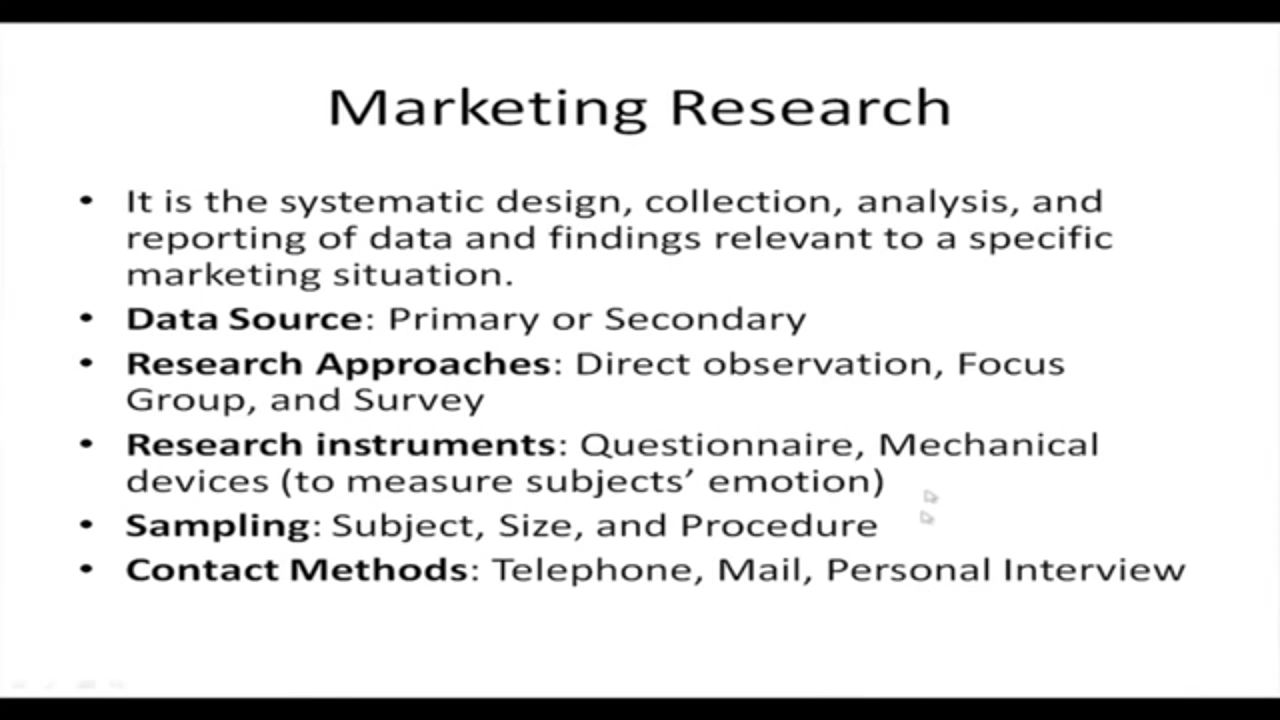 Marketing Research
• It is the systematic design, collection, analysis, and
reporting of data and findings relevant to a specific
marketing situation.
• Data Source: Primary or Secondary
• Research Approaches: Direct observation, Focus
Group, and Survey
• Research instruments: Questionnaire, Mechanical
devices (to measure subjects’ emotion)
• Sampling: Subject, Size, and Procedure
• Contact Methods: Telephone, Mail, Personal Interview